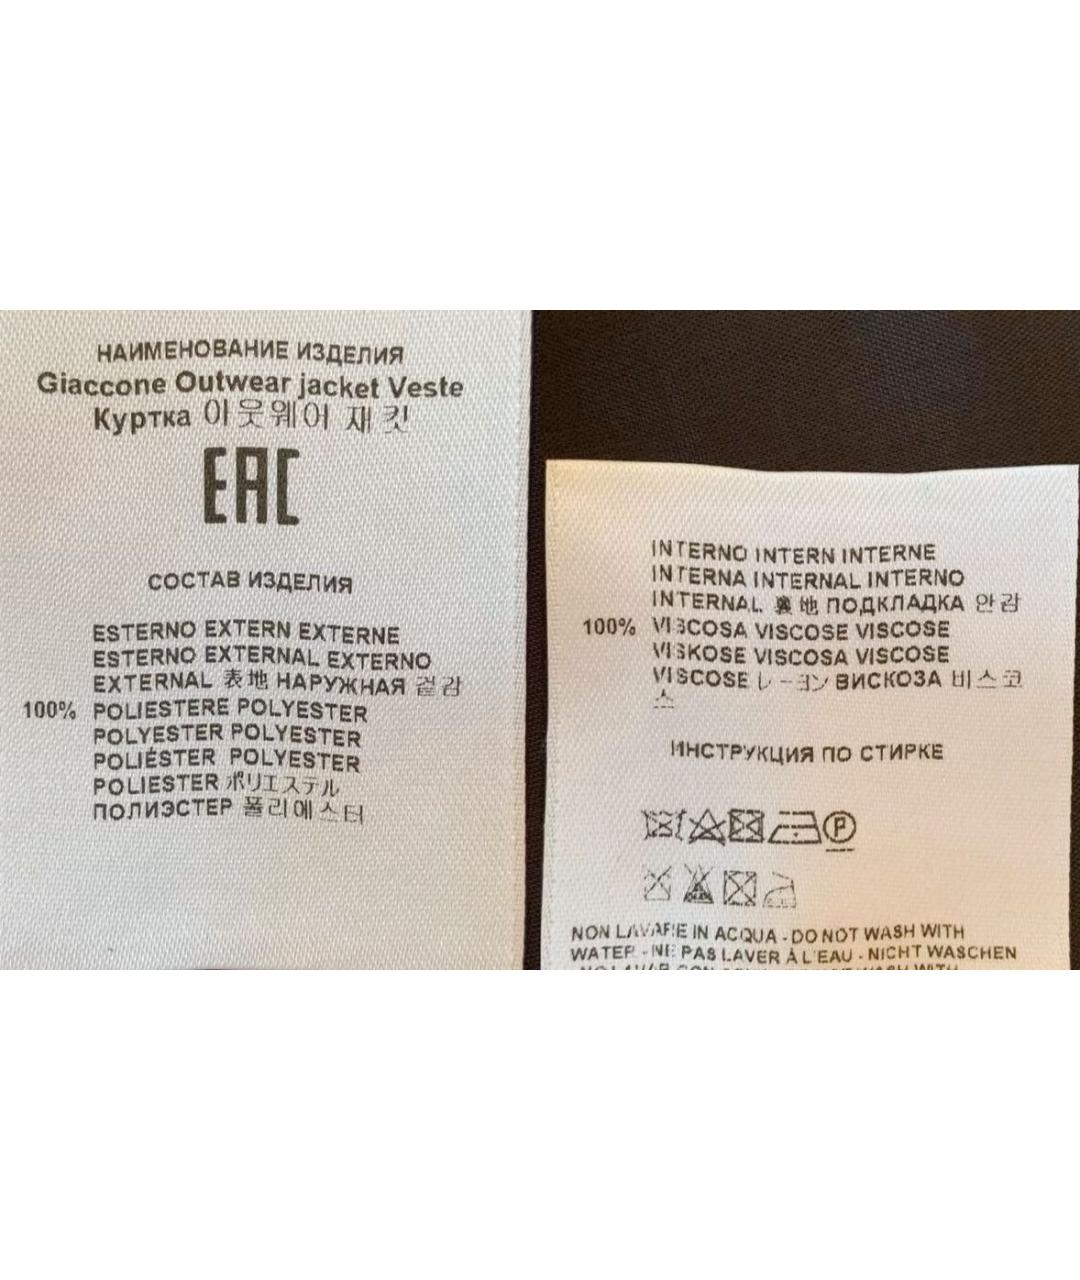 НАИМЕНОВАНИЕ ИЗДЕЛИЯ
Giaccone Outwear jacket Veste
Куртка 이웃웨어 재킷
EAC
СОСТАВ ИЗДЕЛИЯ
ESTERNO EXTERN EXTERNE
ESTERNO EXTERNAL EXTERNO
EXTERNAL 表地 НАРУЖНАЯ 겉감
100% POLIESTERE POLYESTER
POLYESTER POLYESTER
POLIÉSTER POLYESTER
POLIESTER ポリエステル
ПОЛИЭСТЕР 폴리에스터
INTERNO INTERN INTERNE
INTERNA INTERNAL INTERNO
INTERNAL 裏地 ПОДКЛАДКА 안감
100% VISCOSA VISCOSE VISCOSE
VISKOSE VISCOSA VISCOSE
VISCOSE レーヨン ВИСКОЗА 비스코
스
ИНСТРУКЦИЯ ПО СТИРКЕ
P
NON LAVARE IN ACQUA - DO NOT WASH WITH
WATER - NE PAS LAVER À L'EAU - NICHT WASCHEN